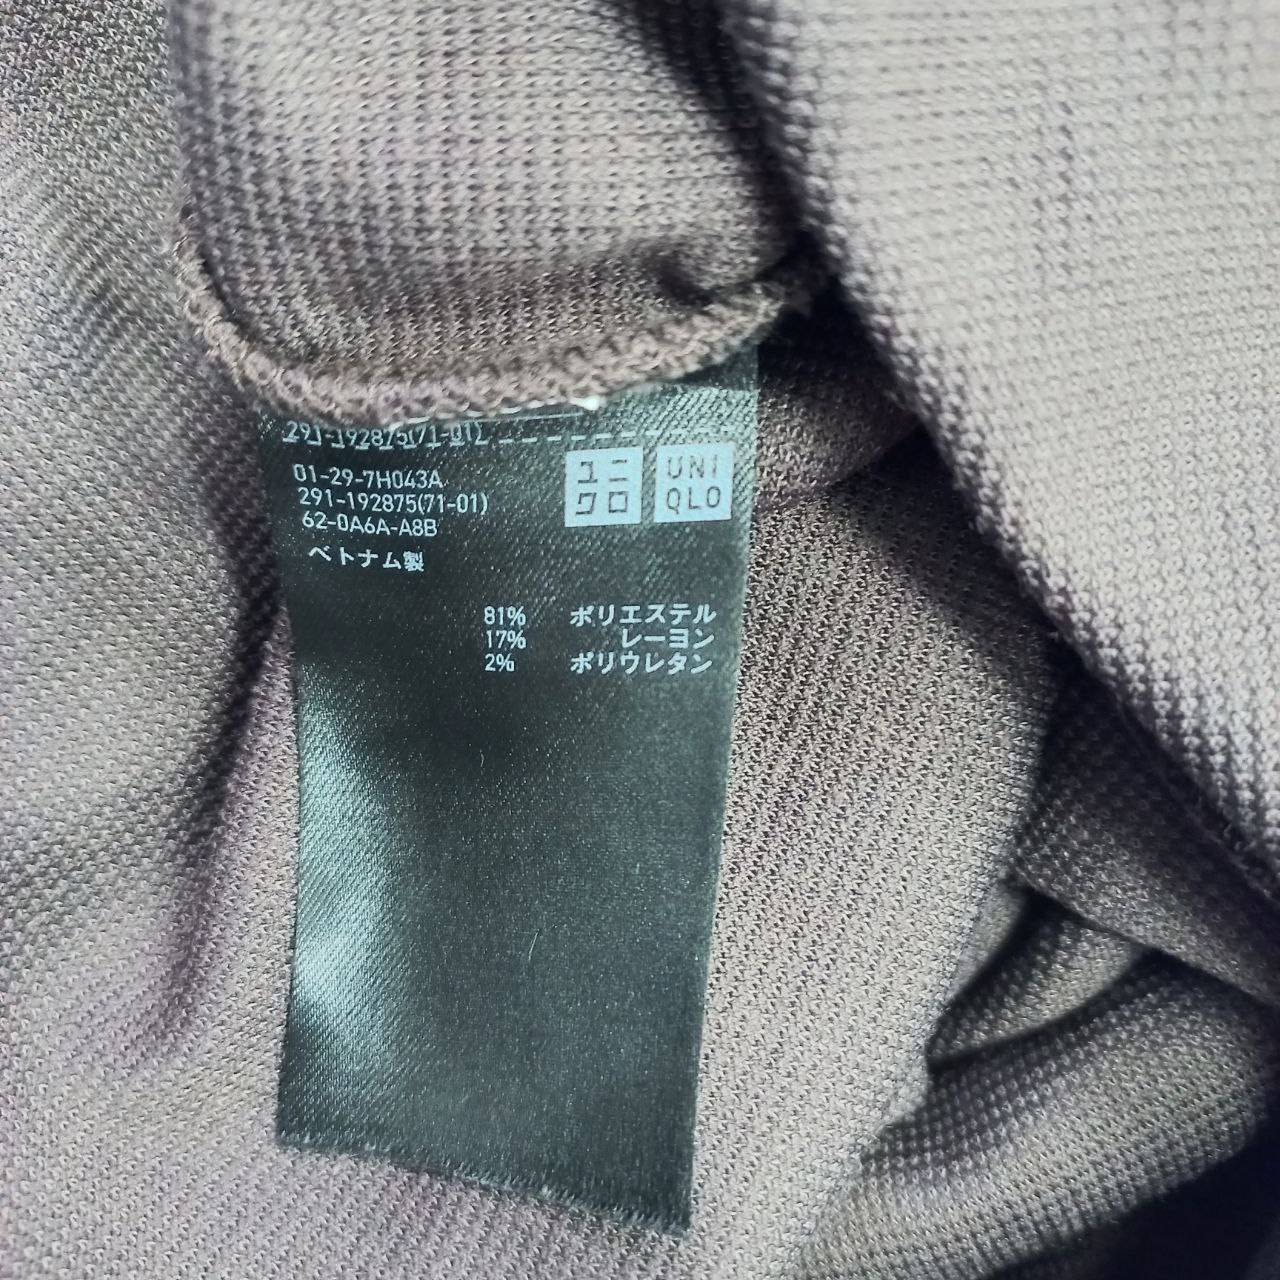 291-192875(71-01)
01-29-7H043A
291-192875(71-01)
62-0A6A-A8B
ベトナム製
ユニ
クロ
UNI
QLO
81% ポリエステル
17% レーヨン
2% ポリウレタン